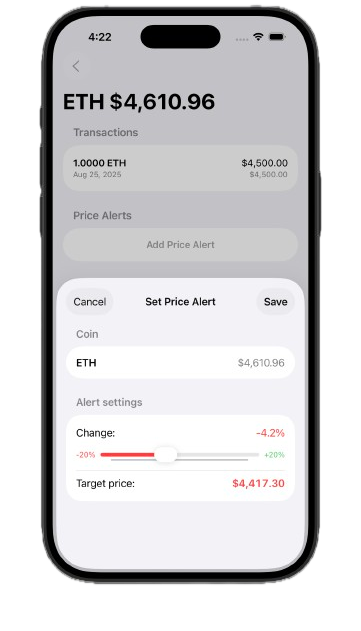 4:22
ETH $4,610.96
Transactions
1.0000 ETH $4,500.00
Aug 25, 2025 $4,500.00
Price Alerts
Add Price Alert
Cancel Set Price Alert Save
Coin
ETH $4,610.96
Alert settings
Change: -4.2%
-20% +20%
Target price: $4,417.30